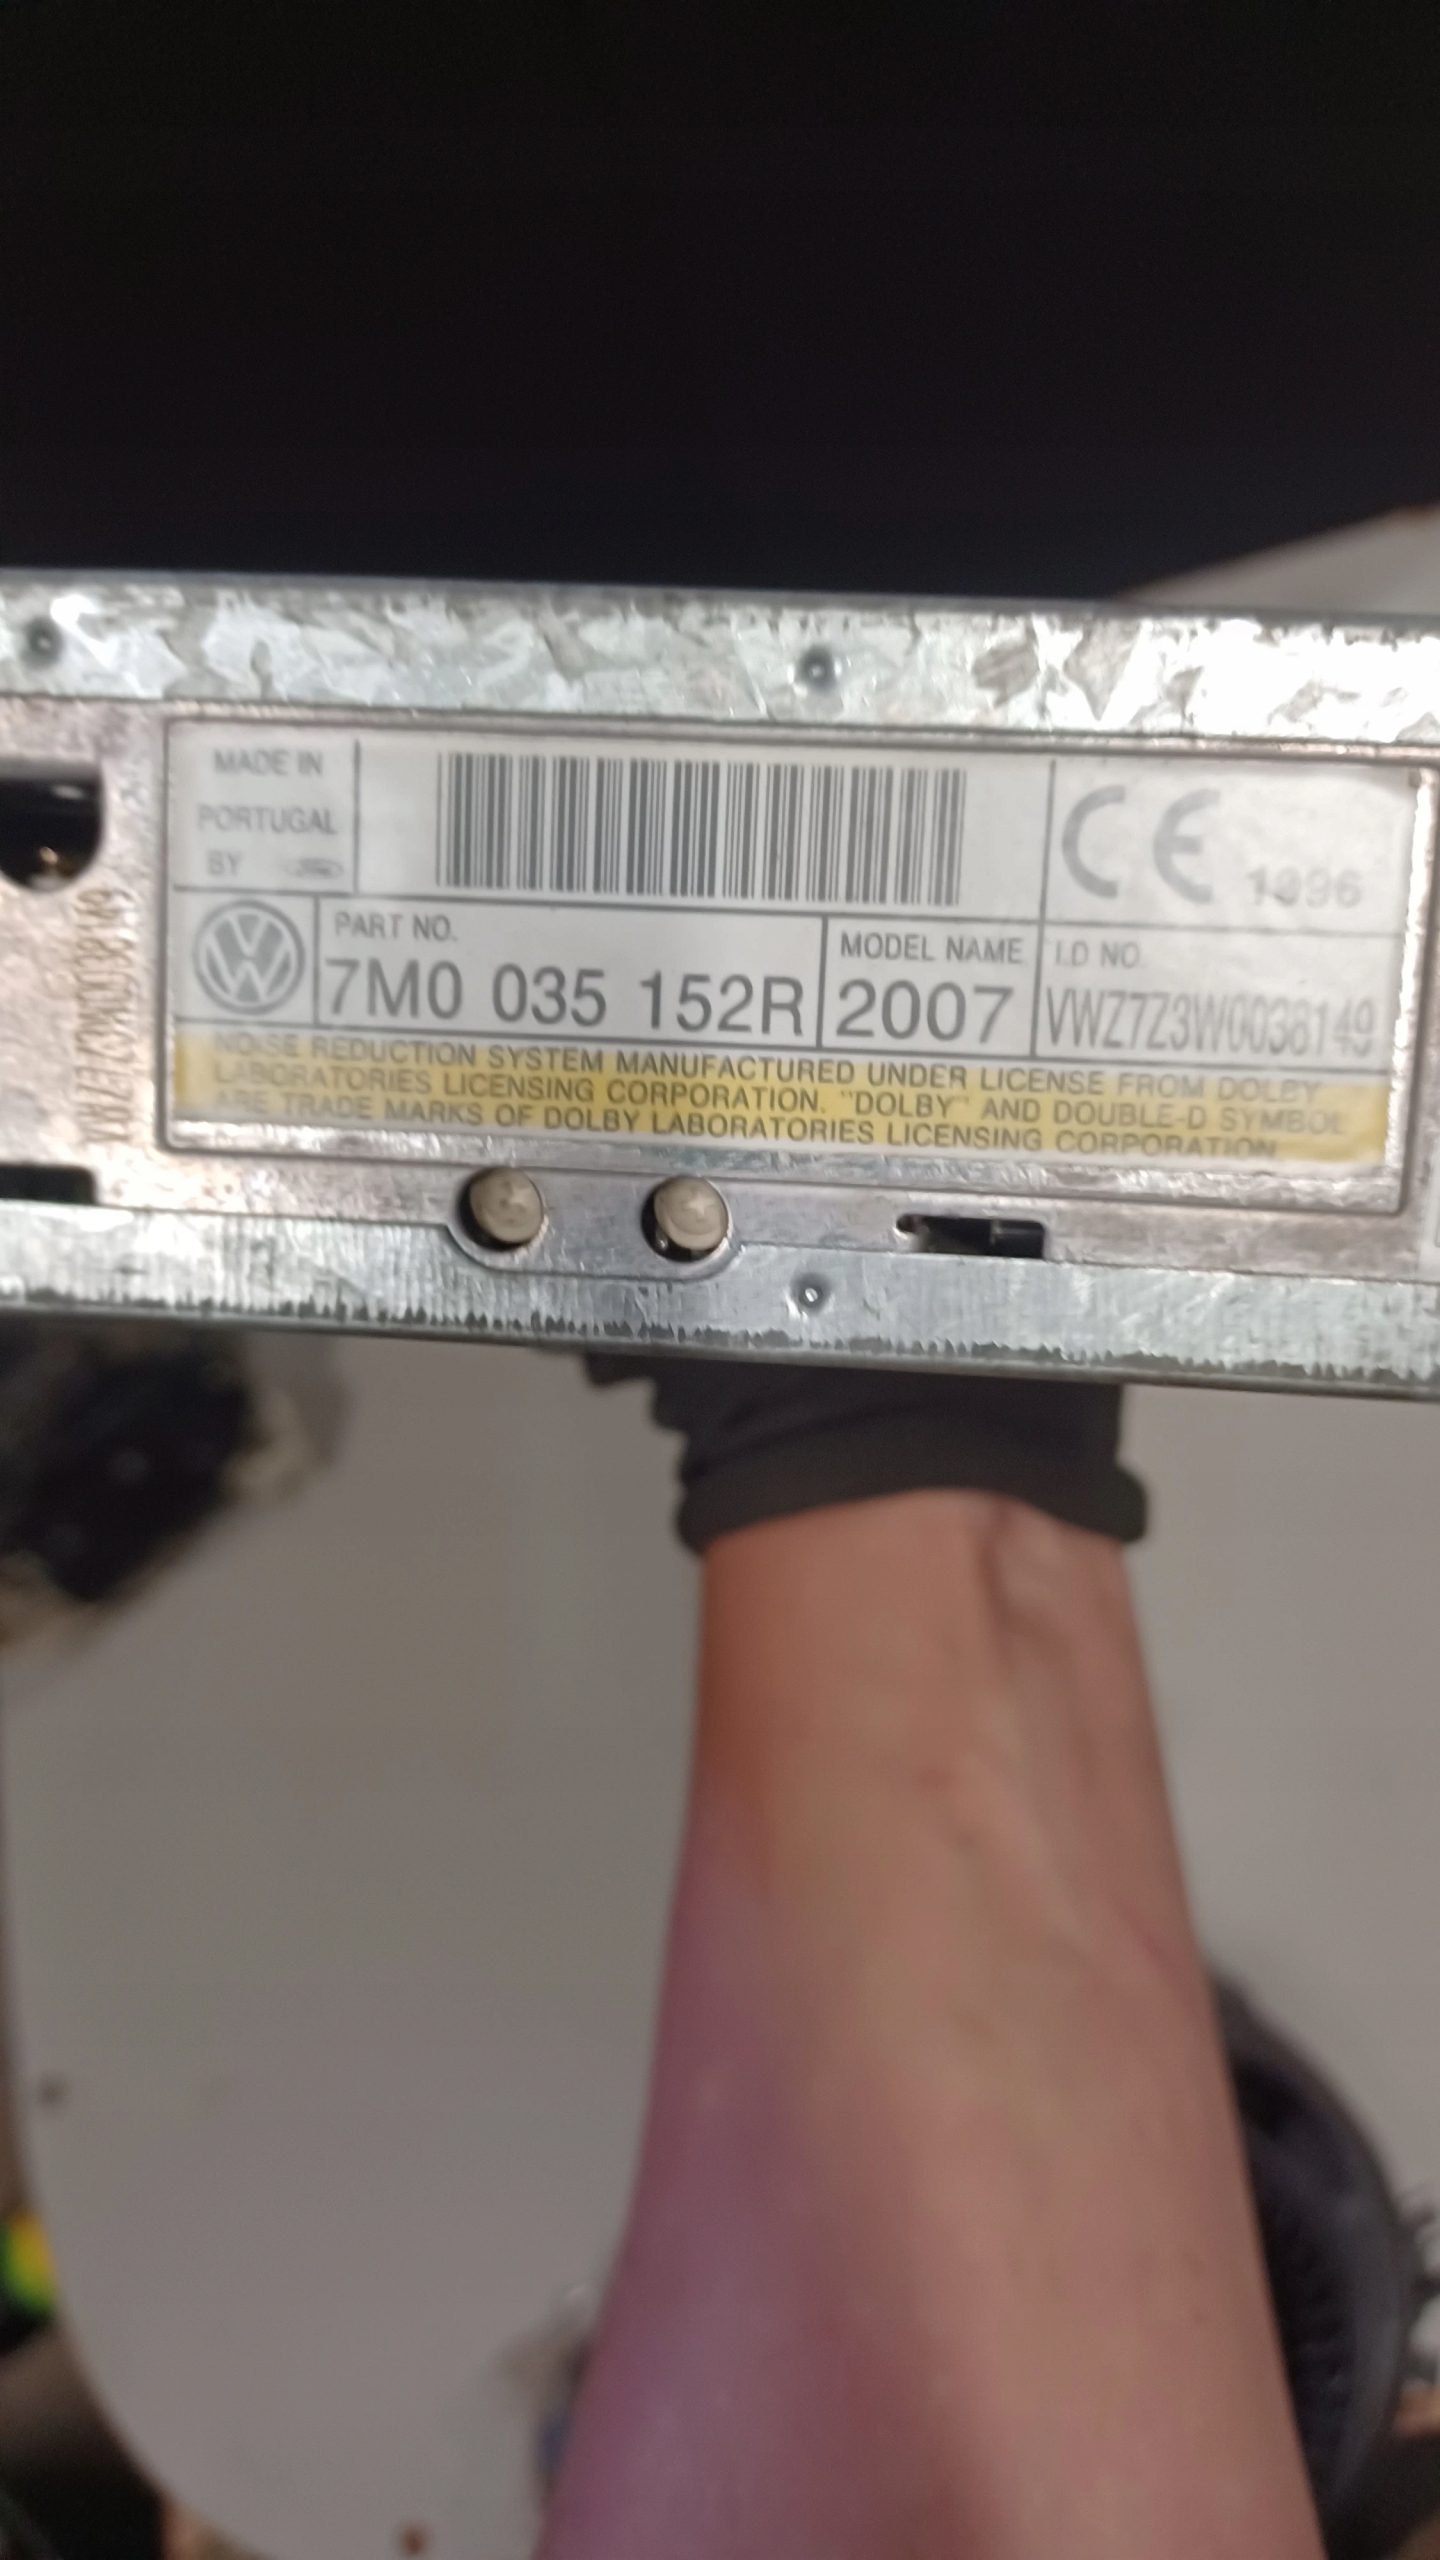 MADE IN
PORTUGAL
BY Ford
CE 1996
PART NO.
7M0 035 152R
MODEL NAME
2007
I.D NO.
VWZ7Z3W0038149
NOISE REDUCTION SYSTEM MANUFACTURED UNDER LICENSE FROM DOLBY
LABORATORIES LICENSING CORPORATION. "DOLBY" AND DOUBLE-D SYMBOL
ARE TRADE MARKS OF DOLBY LABORATORIES LICENSING CORPORATION